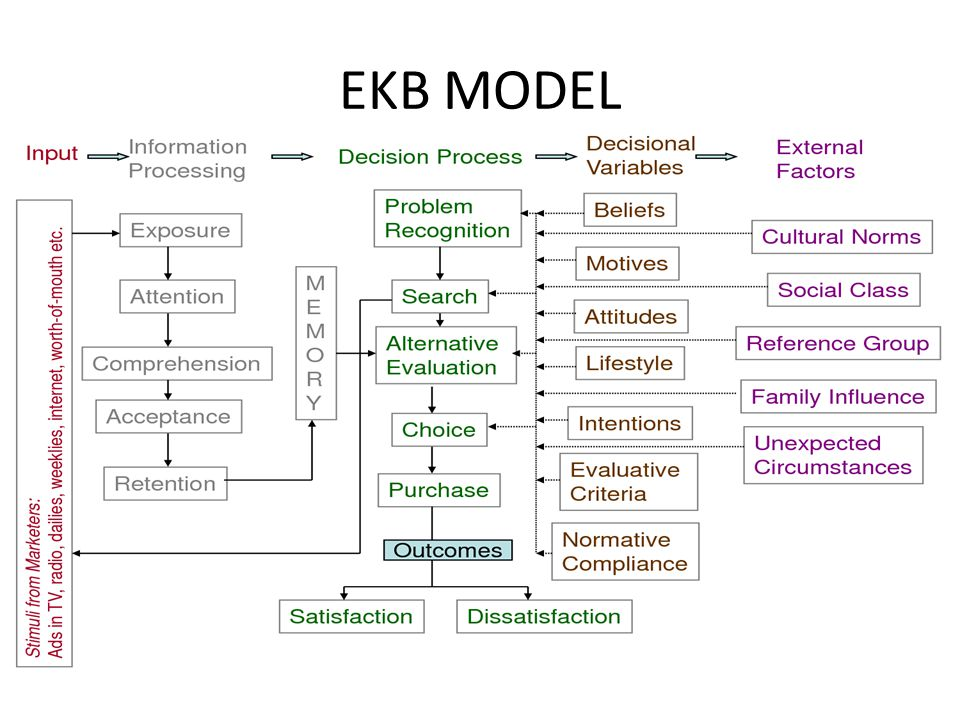 EKB MODEL
Input
Information
Processing
Decision Process
Decisional
Variables
External
Factors
Stimuli from Marketers:
Ads in TV, radio, dailies, weeklies, internet, worth-of-mouth etc.
Exposure
Attention
Comprehension
Acceptance
Retention
M
E
M
O
R
Y
Problem
Recognition
Search
Alternative
Evaluation
Choice
Purchase
Outcomes
Satisfaction
Dissatisfaction
Beliefs
Motives
Attitudes
Lifestyle
Intentions
Evaluative
Criteria
Normative
Compliance
Cultural Norms
Social Class
Reference Group
Family Influence
Unexpected
Circumstances